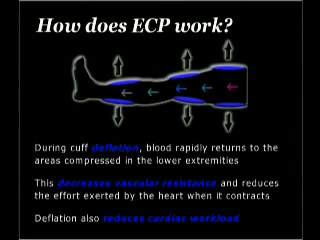 How does ECP work?
During cuff deflation, blood rapidly returns to the
areas compressed in the lower extremities
This decreases vascular resistance and reduces
the effort exerted by the heart when it contracts
Deflation also reduces cardiac workload